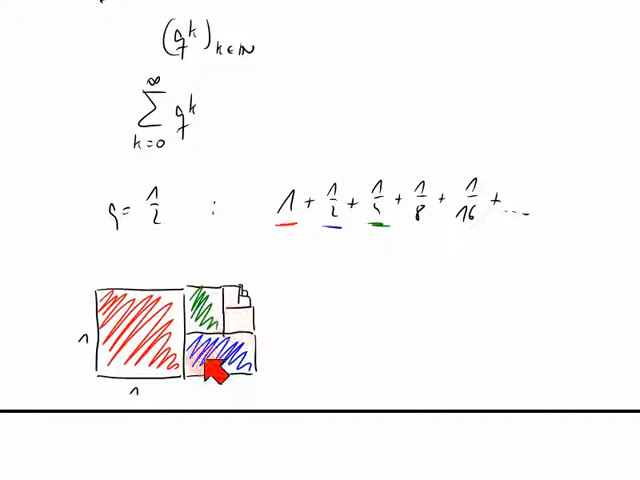 (q^k)_{k∈ℕ}
∑_{k=0}^{∞} q^k
q = 1/2 : 1 + 1/2 + 1/4 + 1/8 + 1/16 + ...
1
1